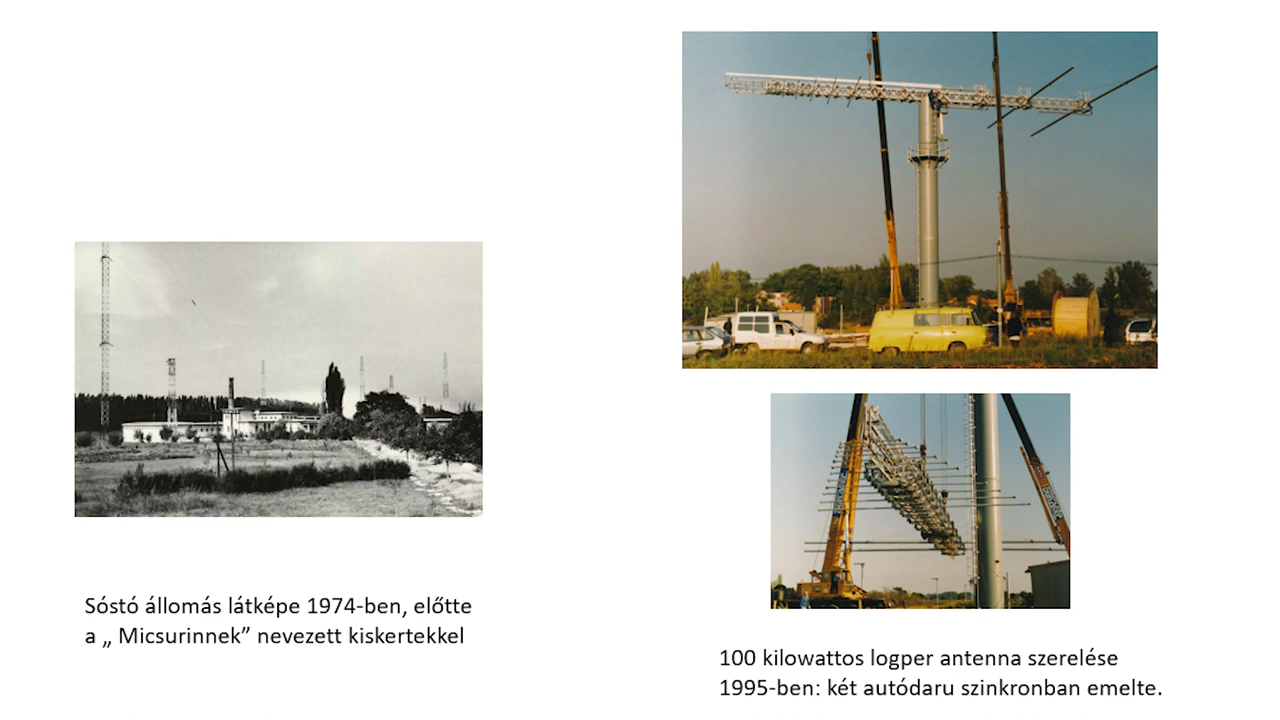 Sóstó állomás látképe 1974-ben, előtte
a „ Micsurinnek” nevezett kiskertekkel
100 kilowattos logper antenna szerelése
1995-ben: két autódaru szinkronban emelte.